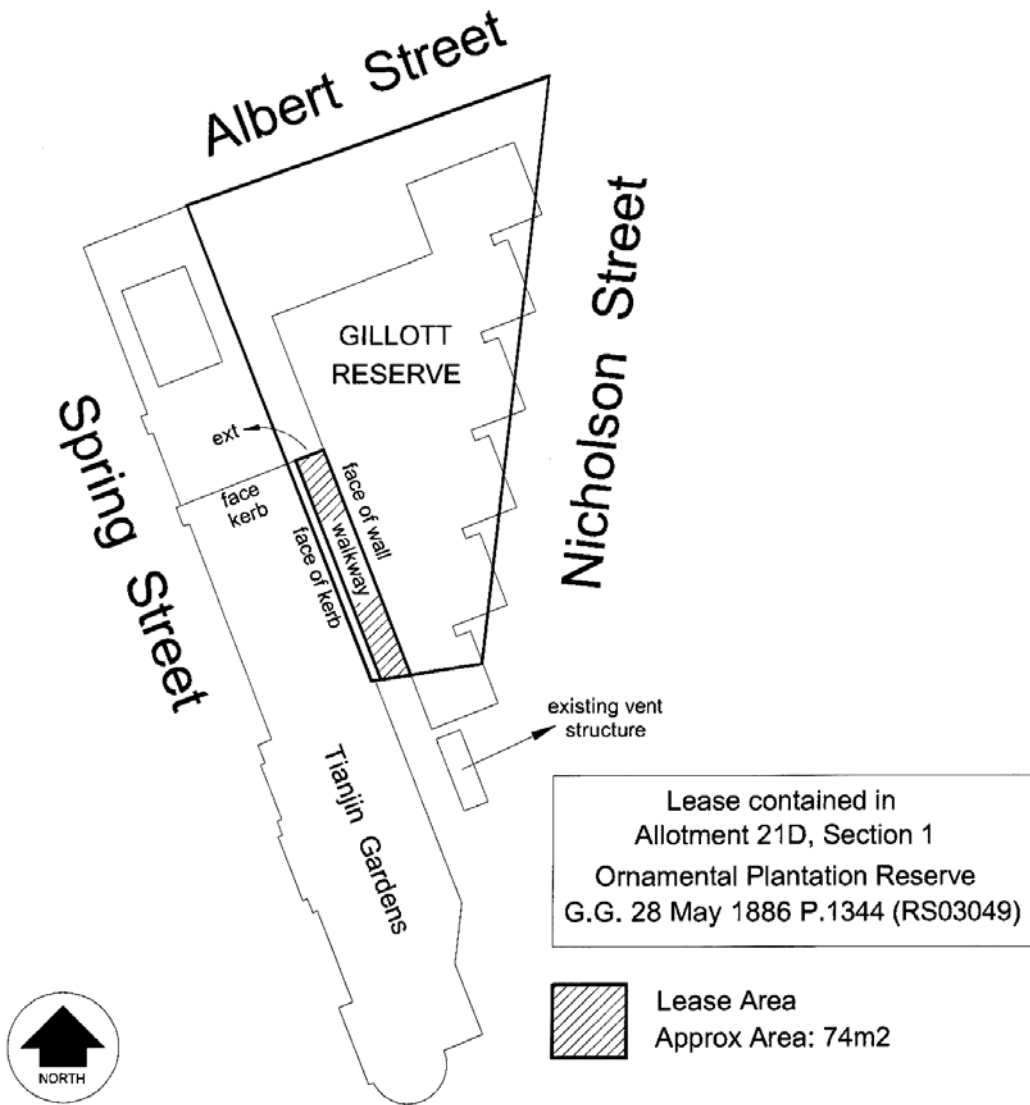 Albert Street
Nicholson Street
Spring Street
GILLOTT
RESERVE
ext
face
kerb
face of wall
walkway
face of kerb
existing vent
structure
Tianjin Gardens
Lease contained in
Allotment 21D, Section 1
Ornamental Plantation Reserve
G.G. 28 May 1886 P.1344 (RS03049)
Lease Area
Approx Area: 74m2
NORTH